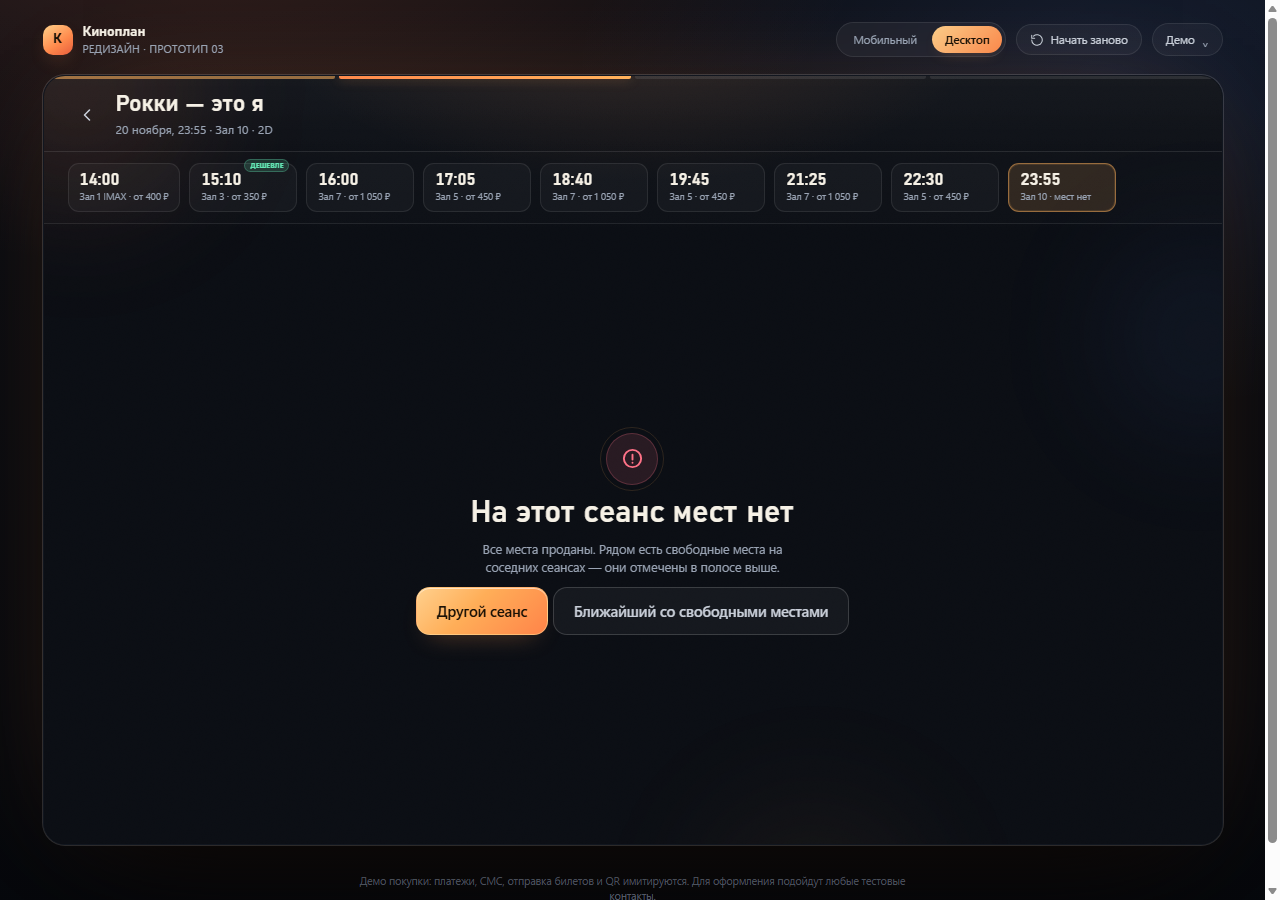 К
Киноплан
РЕДИЗАЙН · ПРОТОТИП 03
Мобильный
Десктоп
Начать заново
Демо
Рокки — это я
20 ноября, 23:55 · Зал 10 · 2D
14:00
Зал 1 IMAX · от 400 ₽
ДЕШЕВЛЕ
15:10
Зал 3 · от 350 ₽
16:00
Зал 7 · от 1 050 ₽
17:05
Зал 5 · от 450 ₽
18:40
Зал 7 · от 1 050 ₽
19:45
Зал 5 · от 450 ₽
21:25
Зал 7 · от 1 050 ₽
22:30
Зал 5 · от 450 ₽
23:55
Зал 10 · мест нет
На этот сеанс мест нет
Все места проданы. Рядом есть свободные места на
соседних сеансах — они отмечены в полосе выше.
Другой сеанс
Ближайший со свободными местами
Демо покупки: платежи, СМС, отправка билетов и QR имитируются. Для оформления подойдут любые тестовые
контакты.